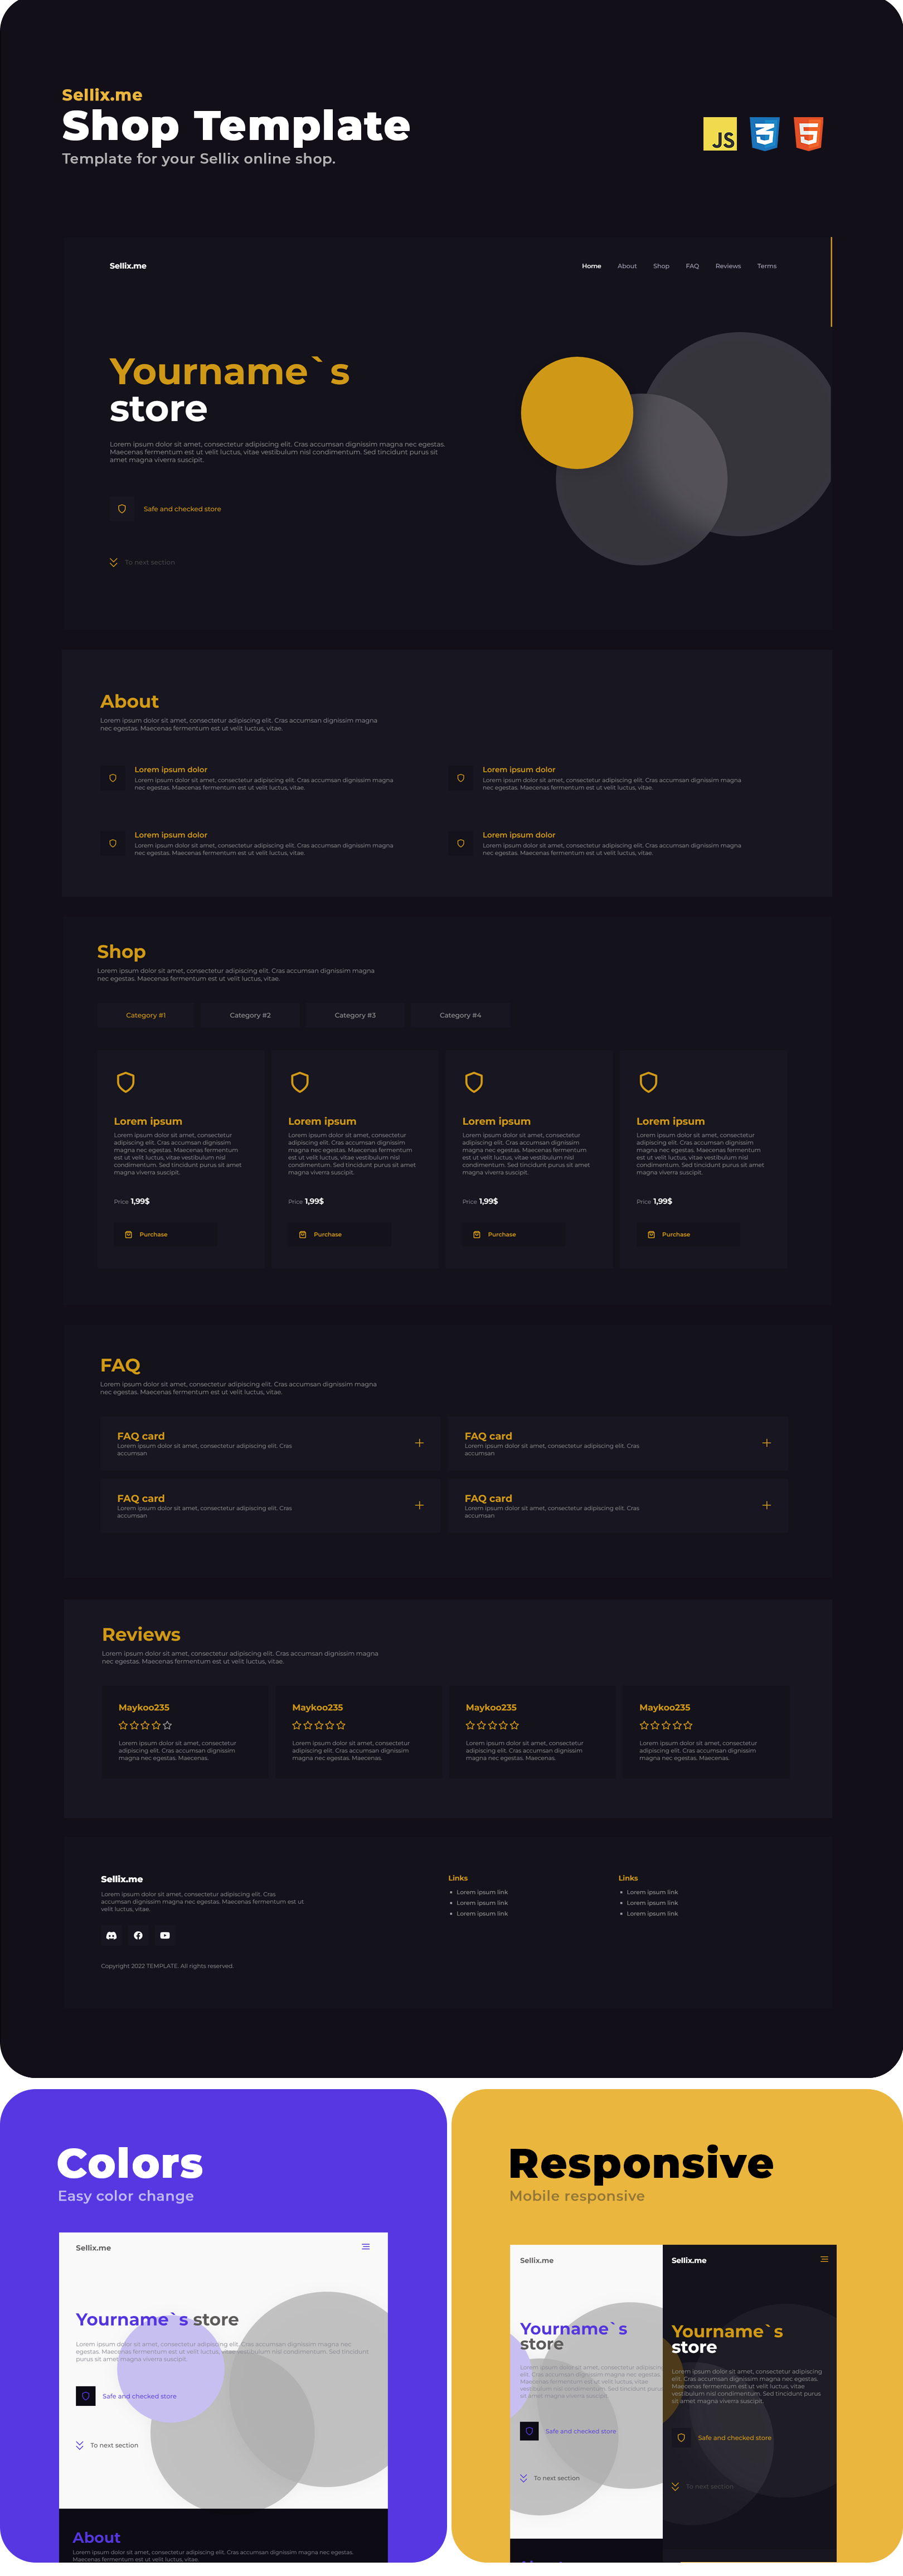 Sellix.me
Shop Template
Template for your Sellix online shop.
JS
3
5
Sellix.me
Home About Shop FAQ Reviews Terms
Yourname`s
store
Lorem ipsum dolor sit amet, consectetur adipiscing elit. Cras accumsan dignissim magna nec egestas.
Maecenas fermentum est ut velit luctus, vitae vestibulum nisl condimentum. Sed tincidunt purus sit
amet magna viverra suscipit.
Safe and checked store
To next section
About
Lorem ipsum dolor sit amet, consectetur adipiscing elit. Cras accumsan dignissim magna
nec egestas. Maecenas fermentum est ut velit luctus, vitae.
Lorem ipsum dolor
Lorem ipsum dolor sit amet, consectetur adipiscing elit. Cras accumsan dignissim magna
nec egestas. Maecenas fermentum est ut velit luctus, vitae.
Lorem ipsum dolor
Lorem ipsum dolor sit amet, consectetur adipiscing elit. Cras accumsan dignissim magna
nec egestas. Maecenas fermentum est ut velit luctus, vitae.
Lorem ipsum dolor
Lorem ipsum dolor sit amet, consectetur adipiscing elit. Cras accumsan dignissim magna
nec egestas. Maecenas fermentum est ut velit luctus, vitae.
Lorem ipsum dolor
Lorem ipsum dolor sit amet, consectetur adipiscing elit. Cras accumsan dignissim magna
nec egestas. Maecenas fermentum est ut velit luctus, vitae.
Shop
Lorem ipsum dolor sit amet, consectetur adipiscing elit. Cras accumsan dignissim magna
nec egestas. Maecenas fermentum est ut velit luctus, vitae.
Category #1 Category #2 Category #3 Category #4
Lorem ipsum
Lorem ipsum dolor sit amet, consectetur
adipiscing elit. Cras accumsan dignissim
magna nec egestas. Maecenas fermentum
est ut velit luctus, vitae vestibulum nisl
condimentum. Sed tincidunt purus sit amet
magna viverra suscipit.
Price 1,99$
Purchase
Lorem ipsum
Lorem ipsum dolor sit amet, consectetur
adipiscing elit. Cras accumsan dignissim
magna nec egestas. Maecenas fermentum
est ut velit luctus, vitae vestibulum nisl
condimentum. Sed tincidunt purus sit amet
magna viverra suscipit.
Price 1,99$
Purchase
Lorem ipsum
Lorem ipsum dolor sit amet, consectetur
adipiscing elit. Cras accumsan dignissim
magna nec egestas. Maecenas fermentum
est ut velit luctus, vitae vestibulum nisl
condimentum. Sed tincidunt purus sit amet
magna viverra suscipit.
Price 1,99$
Purchase
Lorem ipsum
Lorem ipsum dolor sit amet, consectetur
adipiscing elit. Cras accumsan dignissim
magna nec egestas. Maecenas fermentum
est ut velit luctus, vitae vestibulum nisl
condimentum. Sed tincidunt purus sit amet
magna viverra suscipit.
Price 1,99$
Purchase
FAQ
Lorem ipsum dolor sit amet, consectetur adipiscing elit. Cras accumsan dignissim magna
nec egestas. Maecenas fermentum est ut velit luctus, vitae.
FAQ card
Lorem ipsum dolor sit amet, consectetur adipiscing elit. Cras
accumsan
FAQ card
Lorem ipsum dolor sit amet, consectetur adipiscing elit. Cras
accumsan
FAQ card
Lorem ipsum dolor sit amet, consectetur adipiscing elit. Cras
accumsan
FAQ card
Lorem ipsum dolor sit amet, consectetur adipiscing elit. Cras
accumsan
Reviews
Lorem ipsum dolor sit amet, consectetur adipiscing elit. Cras accumsan dignissim magna
nec egestas. Maecenas fermentum est ut velit luctus, vitae.
Maykoo235
Lorem ipsum dolor sit amet, consectetur
adipiscing elit. Cras accumsan dignissim
magna nec egestas. Maecenas.
Maykoo235
Lorem ipsum dolor sit amet, consectetur
adipiscing elit. Cras accumsan dignissim
magna nec egestas. Maecenas.
Maykoo235
Lorem ipsum dolor sit amet, consectetur
adipiscing elit. Cras accumsan dignissim
magna nec egestas. Maecenas.
Maykoo235
Lorem ipsum dolor sit amet, consectetur
adipiscing elit. Cras accumsan dignissim
magna nec egestas. Maecenas.
Sellix.me
Lorem ipsum dolor sit amet, consectetur adipiscing elit. Cras
accumsan dignissim magna nec egestas. Maecenas fermentum est ut
velit luctus, vitae.
Copyright 2022 TEMPLATE. All rights reserved.
Links
Lorem ipsum link
Lorem ipsum link
Lorem ipsum link
Links
Lorem ipsum link
Lorem ipsum link
Lorem ipsum link
Colors
Easy color change
Sellix.me
Yourname`s store
Lorem ipsum dolor sit amet, consectetur adipiscing elit. Cras accumsan dignissim magna nec
egestas. Maecenas fermentum est ut velit luctus, vitae vestibulum nisl condimentum. Sed tincidunt
purus sit amet magna viverra suscipit.
Safe and checked store
To next section
About
Lorem ipsum dolor sit amet, consectetur adipiscing elit. Cras accumsan dignissim magna nec egestas.
Maecenas fermentum est ut velit luctus, vitae.
Responsive
Mobile responsive
Sellix.me
Yourname`s
store
Lorem ipsum dolor sit amet, consectetur adipiscing
elit. Cras accumsan dignissim magna nec egestas.
Maecenas fermentum est ut velit luctus, vitae
vestibulum nisl condimentum. Sed tincidunt purus
sit amet magna viverra suscipit.
Safe and checked store
To next section
Sellix.me
Yourname`s
store
Lorem ipsum dolor sit amet, consectetur adipiscing
elit. Cras accumsan dignissim magna nec egestas.
Maecenas fermentum est ut velit luctus, vitae
vestibulum nisl condimentum. Sed tincidunt purus
sit amet magna viverra suscipit.
Safe and checked store
To next section